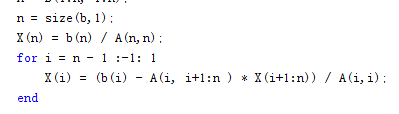 n = size(b,1);
X(n) = b(n) / A(n,n);
for i = n - 1 :-1: 1
X(i) = (b(i) - A(i, i+1:n ) * X(i+1:n)) / A(i,i);
end